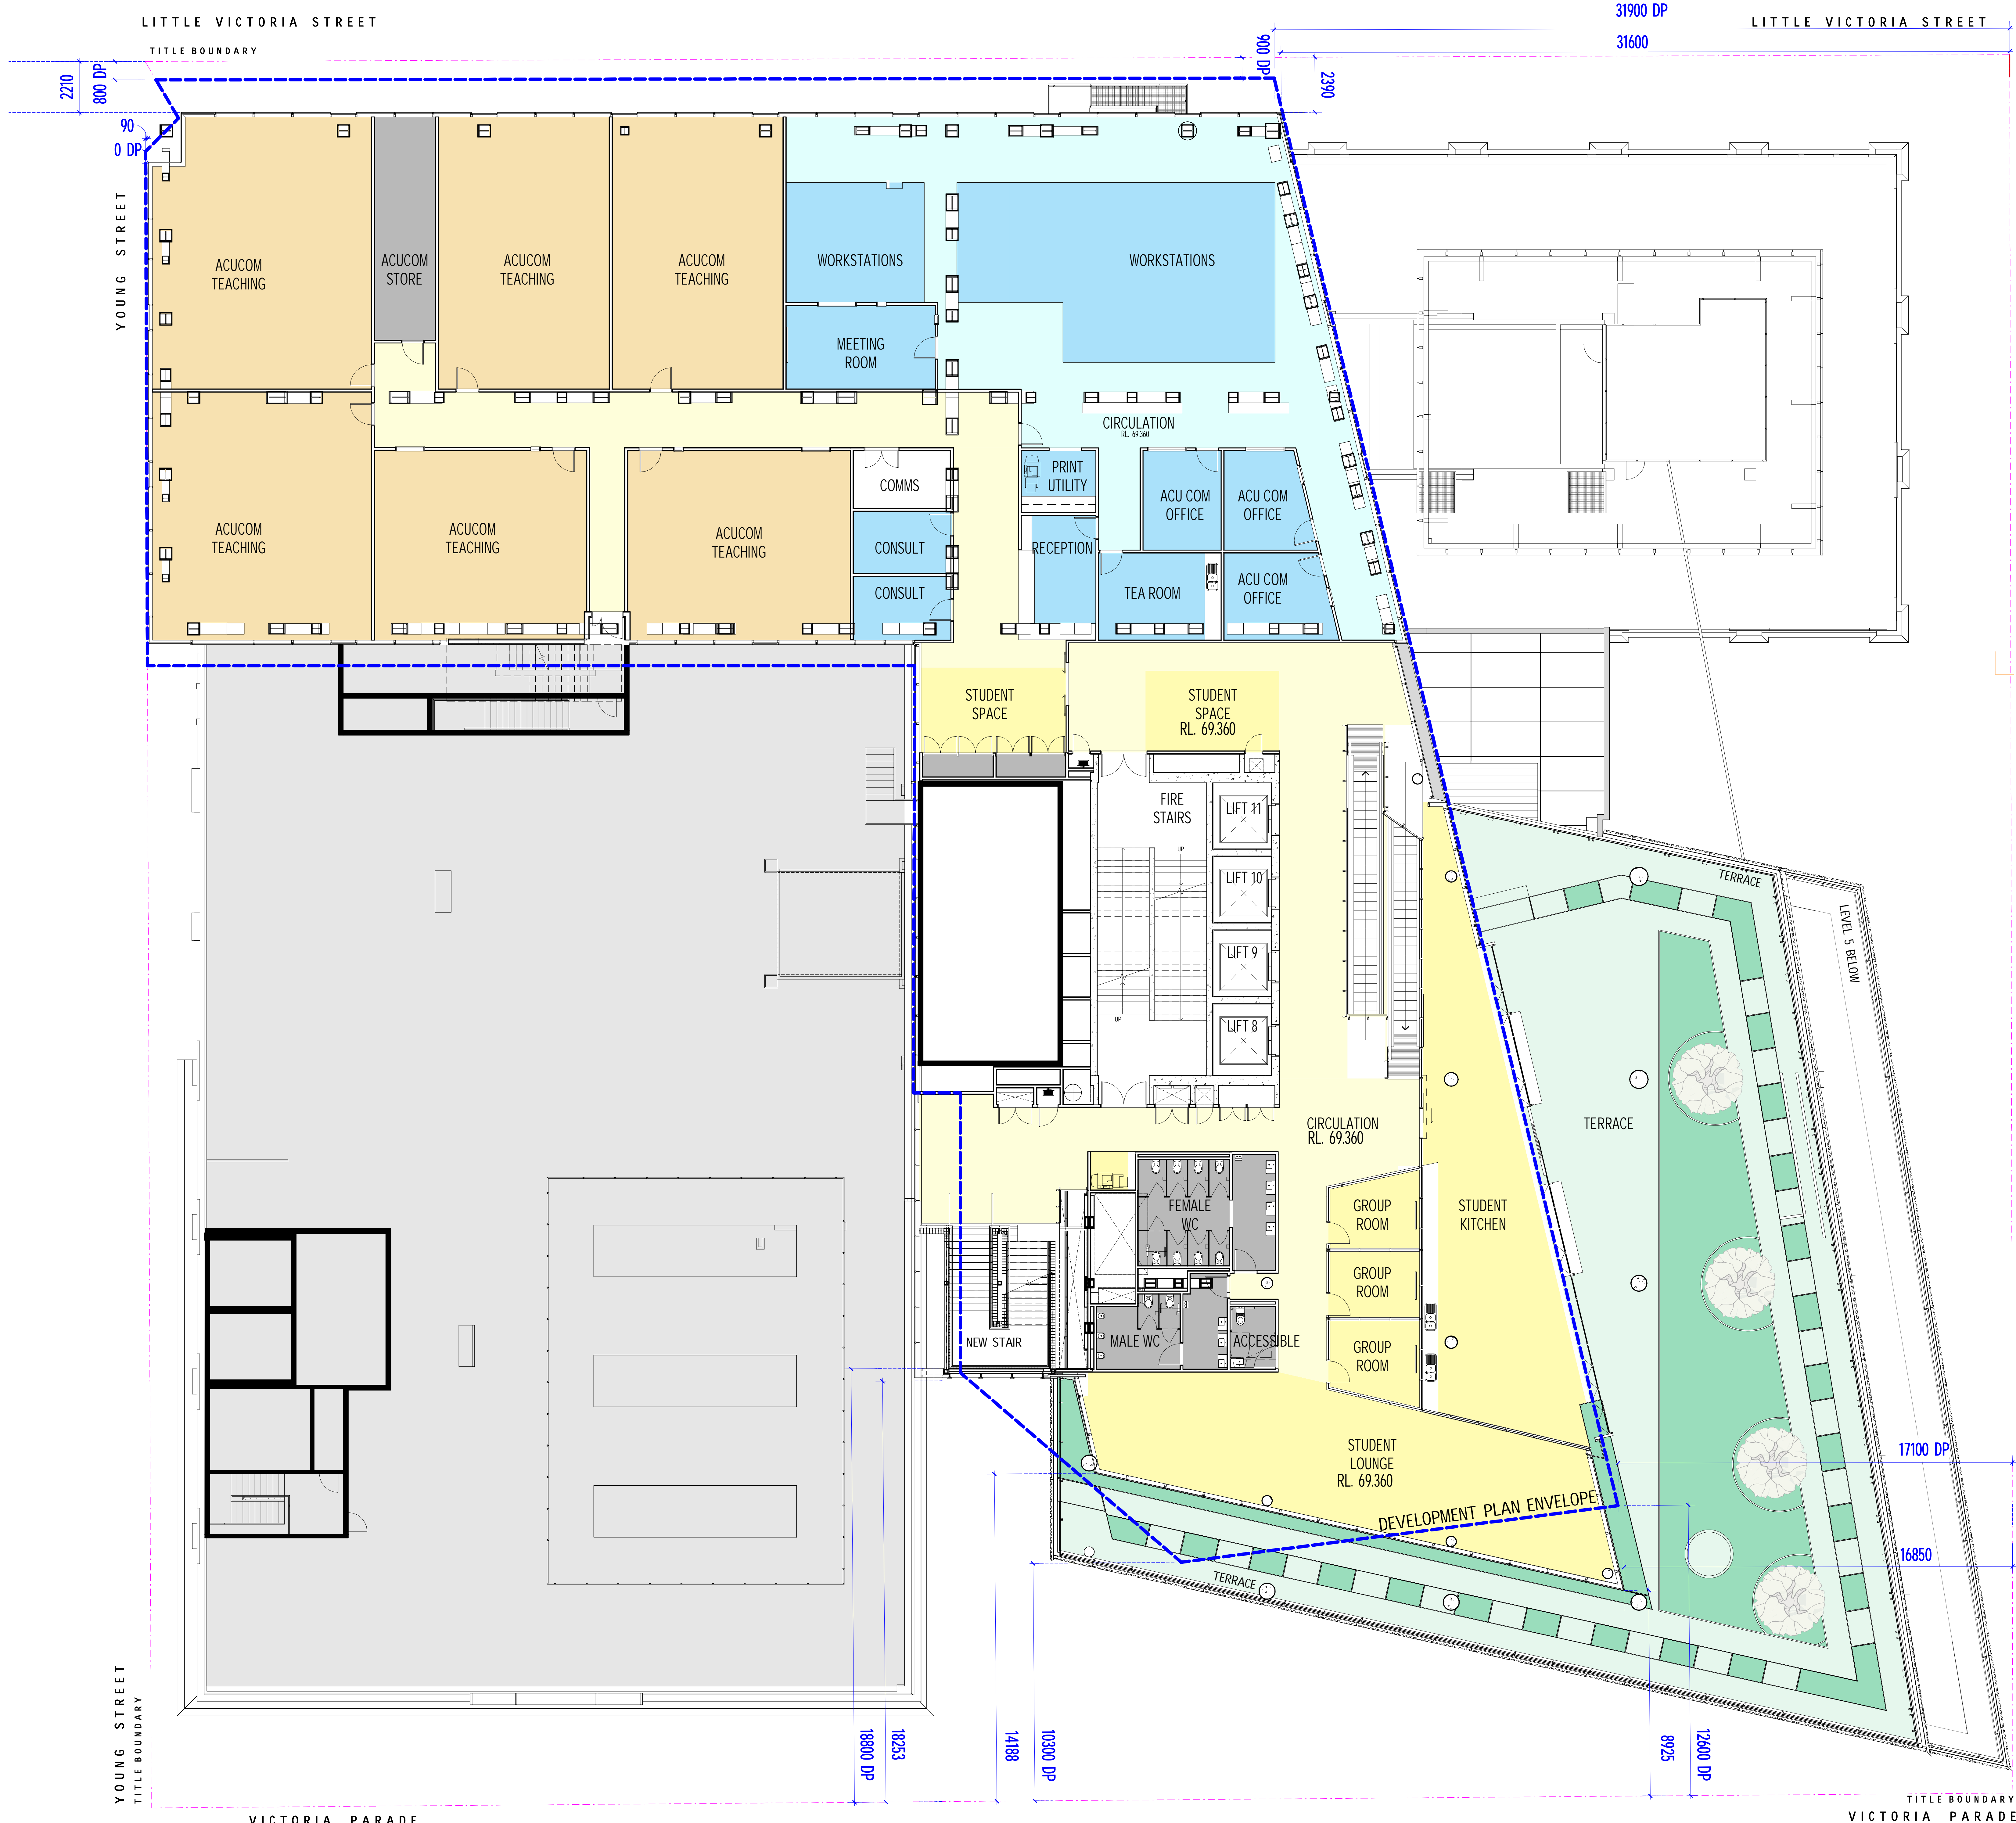 LITTLE VICTORIA STREET
31900 DP
LITTLE VICTORIA STREET
TITLE BOUNDARY
31600
2210
800 DP
900 DP
2390
90
0 DP
YOUNG STREET
ACUCOM
TEACHING
ACUCOM
STORE
ACUCOM
TEACHING
ACUCOM
TEACHING
WORKSTATIONS
WORKSTATIONS
MEETING
ROOM
CIRCULATION
RL. 69.360
ACUCOM
TEACHING
ACUCOM
TEACHING
ACUCOM
TEACHING
COMMS
CONSULT
CONSULT
PRINT
UTILITY
RECEPTION
ACU COM
OFFICE
ACU COM
OFFICE
TEA ROOM
ACU COM
OFFICE
STUDENT
SPACE
STUDENT
SPACE
RL. 69.360
FIRE
STAIRS
UP
UP
LIFT 11
LIFT 10
LIFT 9
LIFT 8
TERRACE
LEVEL 5 BELOW
TERRACE
CIRCULATION
RL. 69.360
FEMALE
WC
GROUP
ROOM
STUDENT
KITCHEN
GROUP
ROOM
GROUP
ROOM
NEW STAIR
MALE WC
ACCESSIBLE
STUDENT
LOUNGE
RL. 69.360
DEVELOPMENT PLAN ENVELOPE
17100 DP
16850
TERRACE
YOUNG STREET
TITLE BOUNDARY
18800 DP
18253
14188
10300 DP
8925
12600 DP
TITLE BOUNDARY
VICTORIA PARADE
VICTORIA PARADE